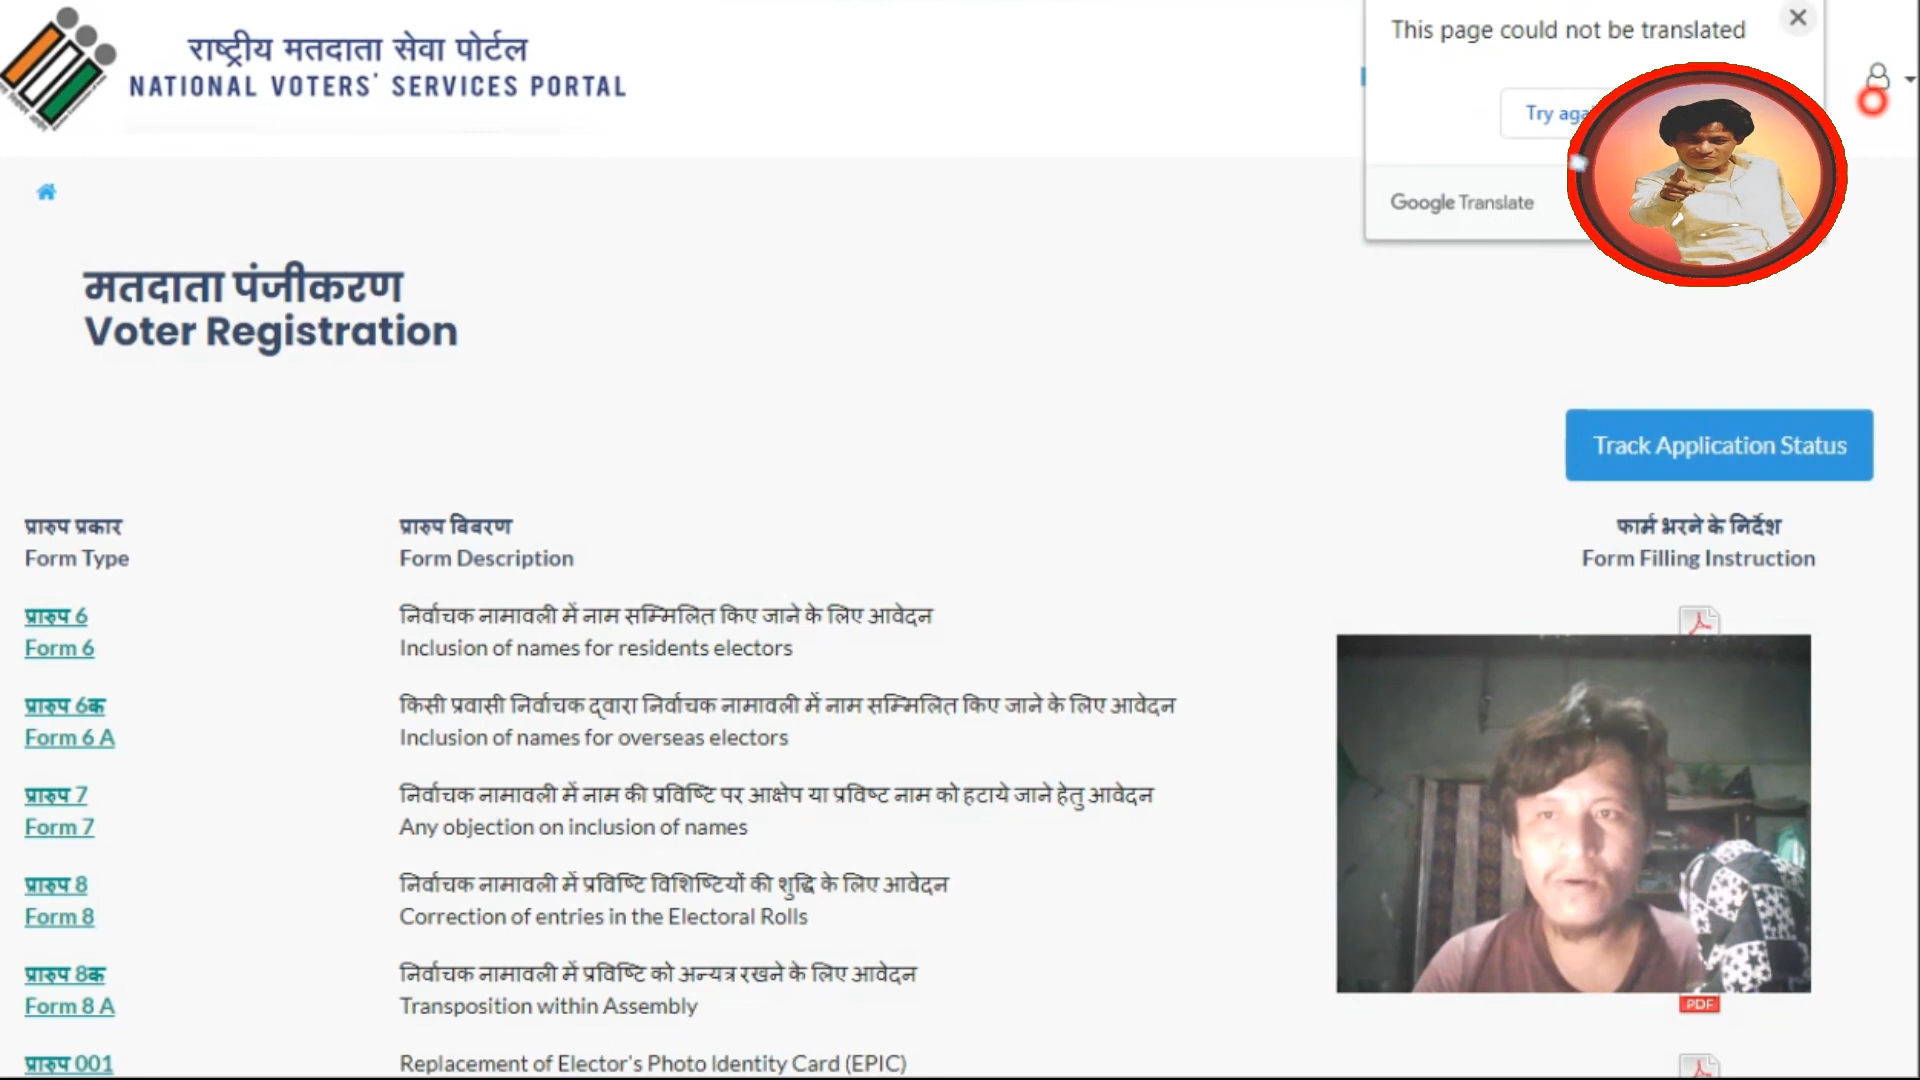 राष्ट्रीय मतदाता सेवा पोर्टल
NATIONAL VOTERS' SERVICES PORTAL
This page could not be translated
Try aga
Google Translate
मतदाता पंजीकरण
Voter Registration
Track Application Status
प्रारुप प्रकार
Form Type
प्रारुप विवरण
Form Description
फार्म भरने के निर्देश
Form Filling Instruction
प्रारुप 6
Form 6
निर्वाचक नामावली में नाम सम्मिलित किए जाने के लिए आवेदन
Inclusion of names for residents electors
प्रारुप 6क
Form 6 A
किसी प्रवासी निर्वाचक द्वारा निर्वाचक नामावली में नाम सम्मिलित किए जाने के लिए आवेदन
Inclusion of names for overseas electors
प्रारुप 7
Form 7
निर्वाचक नामावली में नाम की प्रविष्टि पर आक्षेप या प्रविष्ट नाम को हटाये जाने हेतु आवेदन
Any objection on inclusion of names
प्रारुप 8
Form 8
निर्वाचक नामावली में प्रविष्टि विशिष्टियों की शुद्धि के लिए आवेदन
Correction of entries in the Electoral Rolls
प्रारुप 8क
Form 8 A
निर्वाचक नामावली में प्रविष्टि को अन्यत्र रखने के लिए आवेदन
Transposition within Assembly
PDF
प्रारुप 001
Replacement of Elector's Photo Identity Card (EPIC)